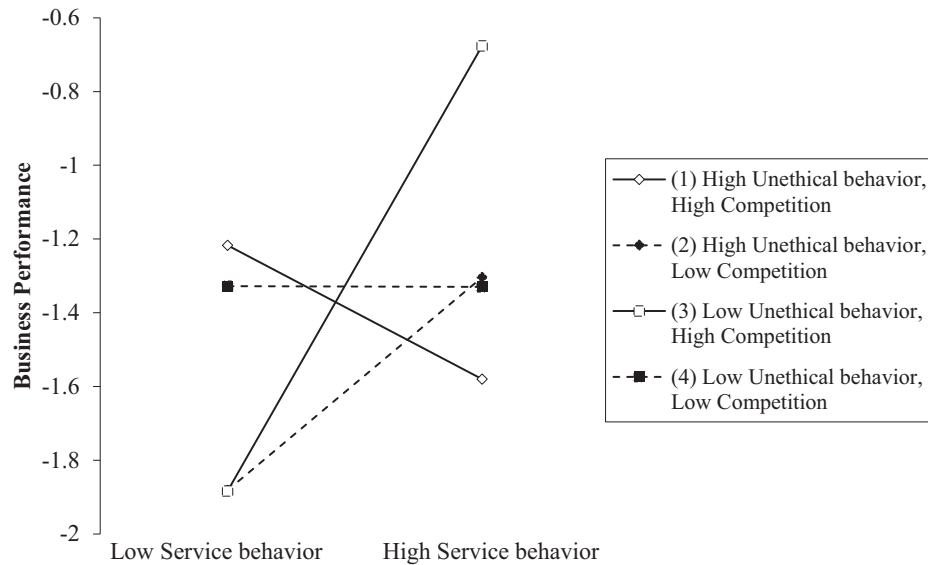 -0.6
-0.8
-1
-1.2
-1.4
-1.6
-1.8
-2
Business Performance
Low Service behavior
High Service behavior
(1) High Unethical behavior,
High Competition
(2) High Unethical behavior,
Low Competition
(3) Low Unethical behavior,
High Competition
(4) Low Unethical behavior,
Low Competition